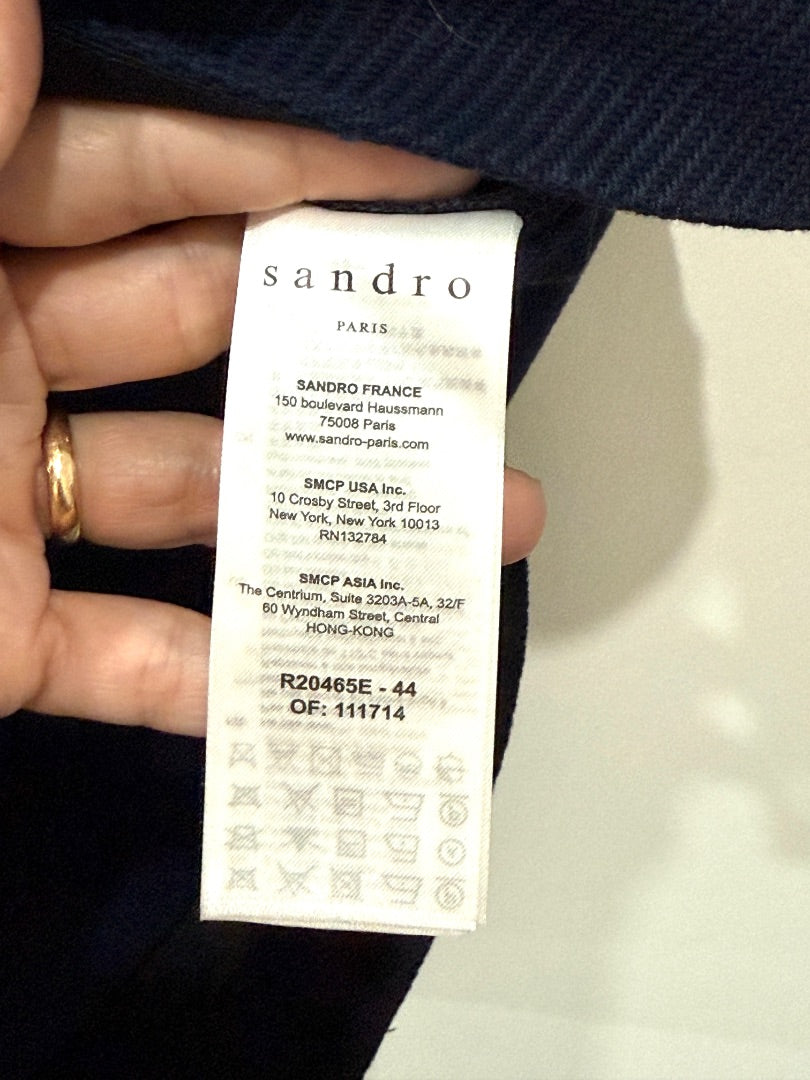 sandro
PARIS
SANDRO FRANCE
150 boulevard Haussmann
75008 Paris
www.sandro-paris.com
SMCP USA Inc.
10 Crosby Street, 3rd Floor
New York, New York 10013
RN132784
SMCP ASIA Inc.
The Centrium, Suite 3203A-5A, 32/F
60 Wyndham Street, Central
HONG-KONG
R20465E - 44
OF: 111714